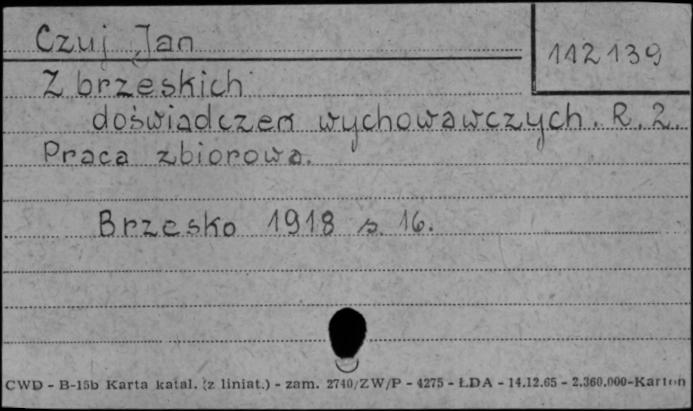 Czuj Jan
112139
Z brzeskich
doświadczeń wychowawczych. R. 2.
Praca zbiorowa.
Brzesko 1918 s. 16.
CWD - B-15b Karta katal. (z liniat.) - zam. 2740/ZW/P - 4275 - ŁDA - 14.12.65 - 2.360.000-Karton